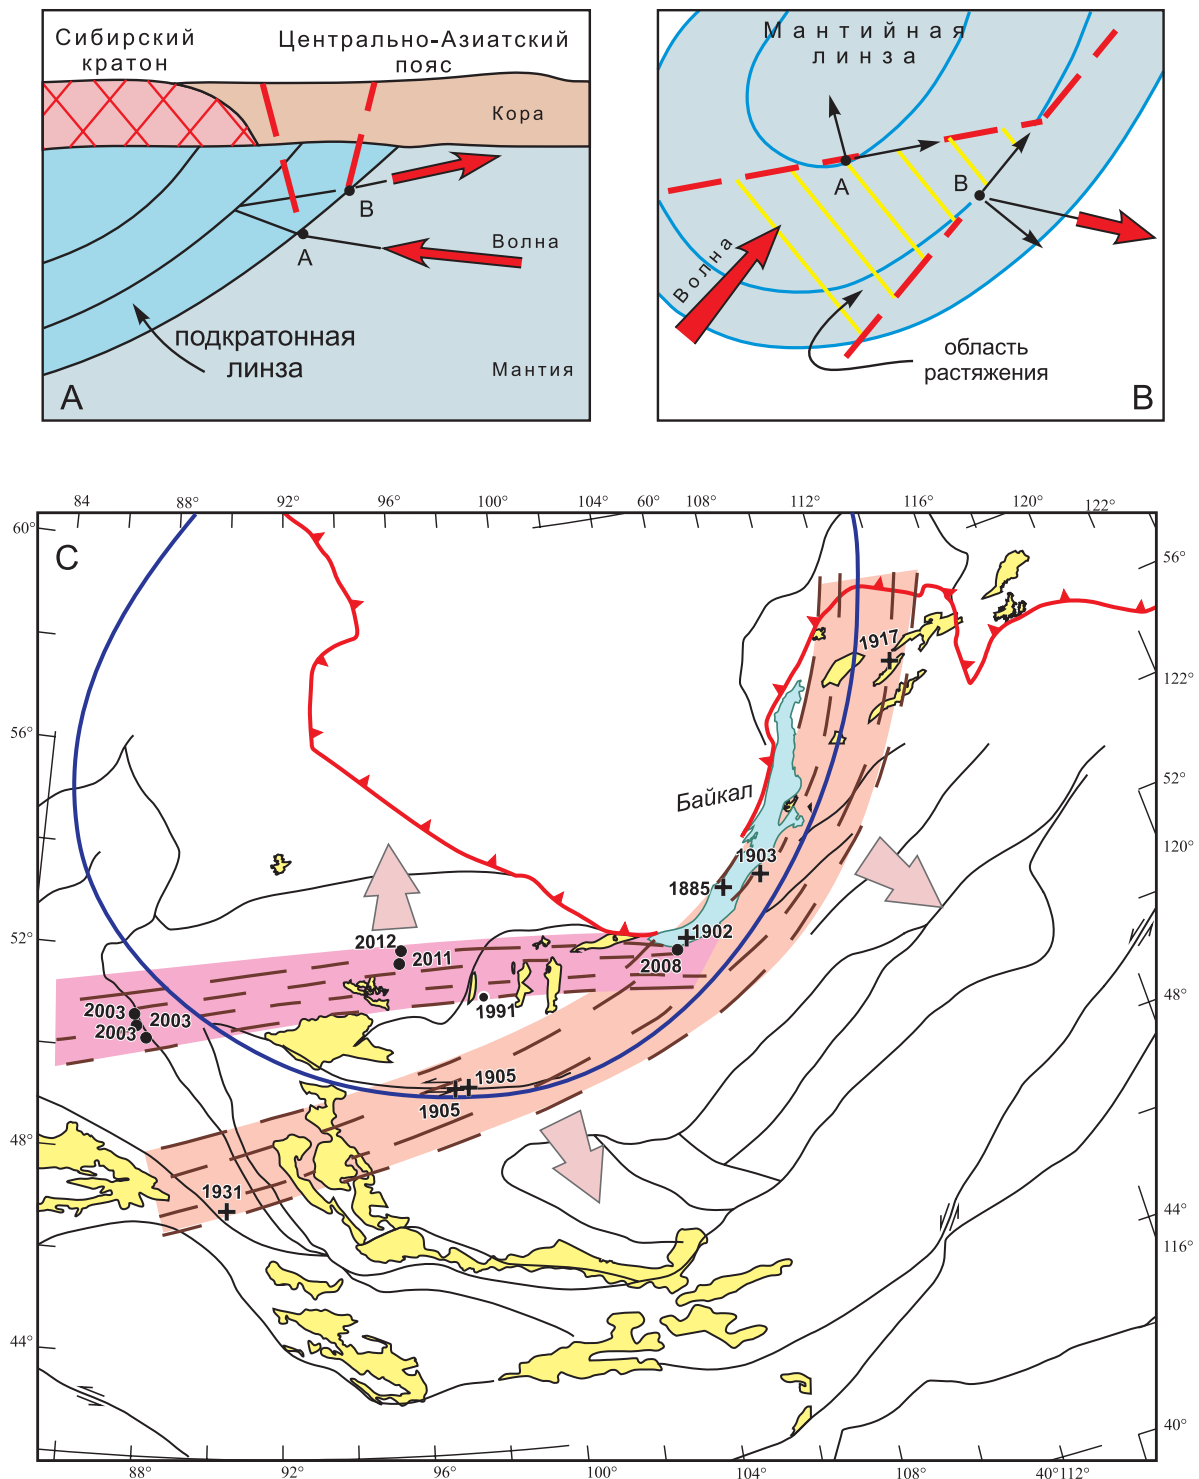 Сибирский
кратон
Центрально-Азиатский
пояс
Кора
B
A
Волна
подкратонная
линза
Мантия
А
Мантийная
линза
A
B
Волна
область
растяжения
В
84
88°
92°
96°
100°
104°
60°
108°
112°
116°
120°
122°
60°
C
56°
1917
122°
56°
Байкал
52°
1903
120°
1885
1902
52°
2012
2011
2008
48°
2003
2003
2003
1991
1905
1905
48°
1931
44°
116°
44°
40°
88°
92°
96°
100°
104°
108°
40°
112°